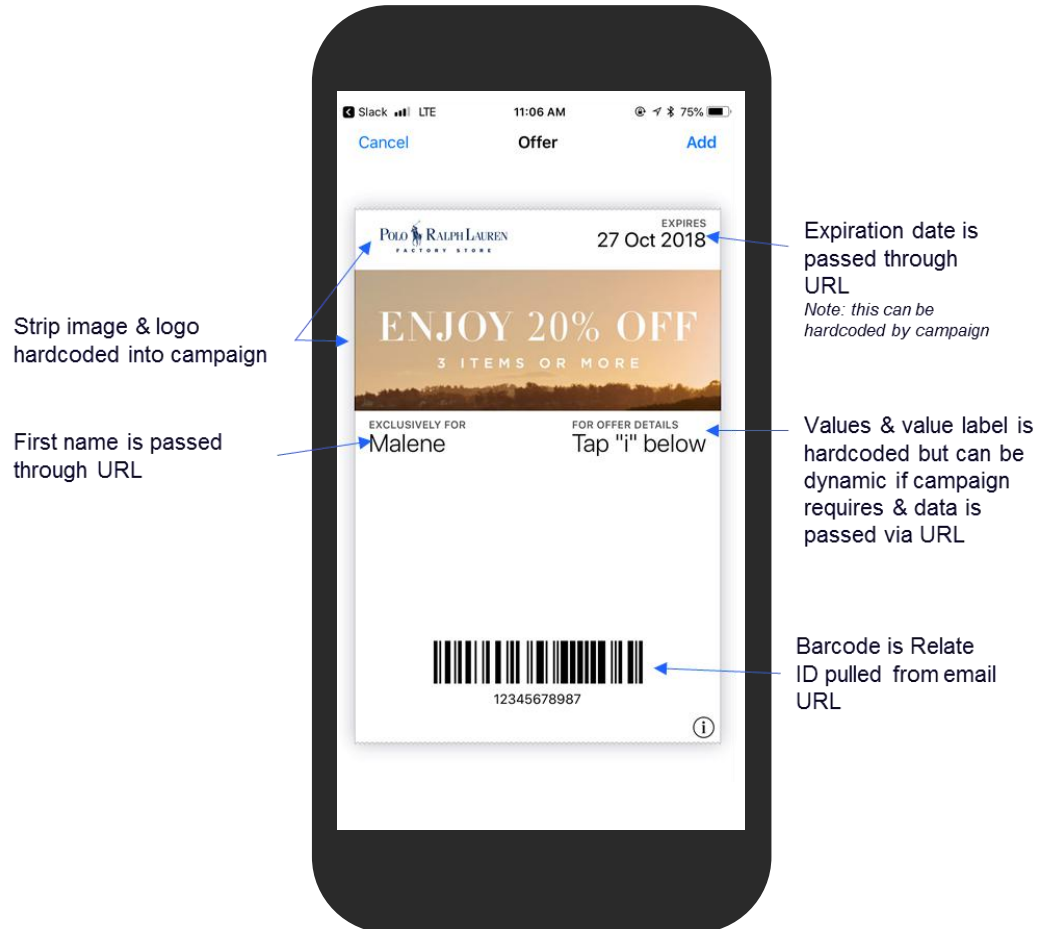 Slack LTE 11:06 AM 75%
Cancel Offer Add
POLO RALPH LAUREN
FACTORY STORE
EXPIRES
27 Oct 2018
ENJOY 20% OFF
3 ITEMS OR MORE
EXCLUSIVELY FOR
Malene
FOR OFFER DETAILS
Tap "i" below
12345678987
i
Strip image & logo
hardcoded into campaign
First name is passed
through URL
Expiration date is
passed through
URL
Note: this can be
hardcoded by campaign
Values & value label is
hardcoded but can be
dynamic if campaign
requires & data is
passed via URL
Barcode is Relate
ID pulled from email
URL